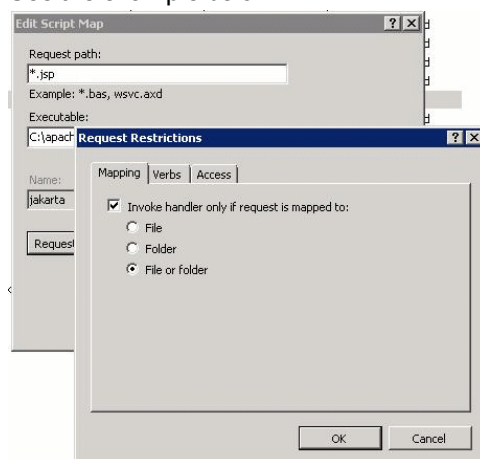 Edit Script Map
Request path:
*.jsp
Example: *.bas, wsvc.axd
Executable:
C:\apach
Name:
jakarta
Request
Request Restrictions
Mapping Verbs Access
Invoke handler only if request is mapped to:
File
Folder
File or folder
OK Cancel